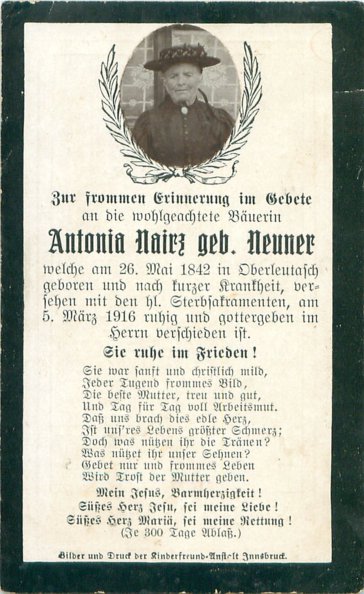 Zur frommen Erinnerung im Gebete
an die wohlgeachtete Bäuerin
Antonia Nairz geb. Neuner
welche am 26. Mai 1842 in Oberleutasch
geboren und nach kurzer Krankheit, ver-
sehen mit den hl. Sterbsakramenten, am
5. März 1916 ruhig und gottergeben im
Herrn verschieden ist.
Sie ruhe im Frieden!
Sie war sanft und christlich mild,
Jeder Tugend frommes Bild,
Die beste Mutter, treu und gut,
Und Tag für Tag voll Arbeitsmut.
Daß uns brach dies edle Herz,
Ist uns'res Lebens größter Schmerz;
Doch was nützen ihr die Tränen?
Was nützet ihr unser Sehnen?
Gebet nur und frommes Leben
Wird Trost der Mutter geben.
Mein Jesus, Barmherzigkeit!
Süßes Herz Jesu, sei meine Liebe!
Süßes Herz Mariä, sei meine Rettung!
(Je 300 Tage Ablaß.)
Bilder und Druck der Kinderfreund-Anstalt Innsbruck.